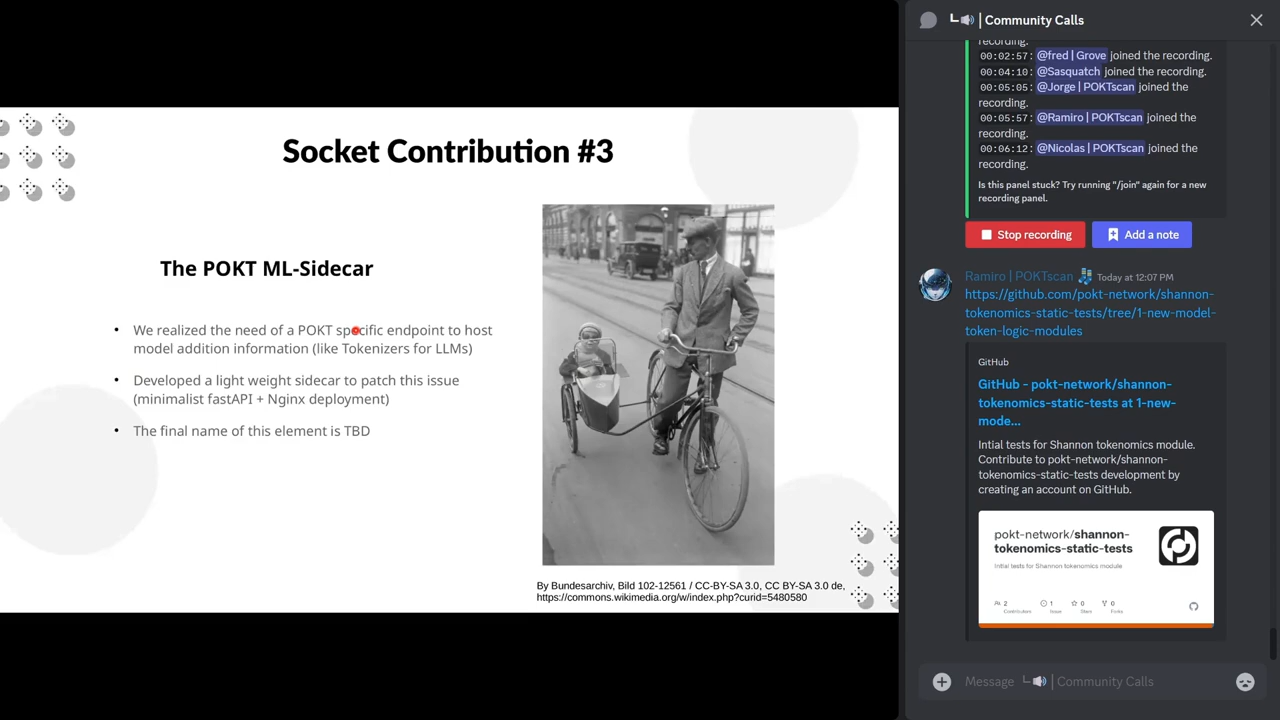 Socket Contribution #3
The POKT ML-Sidecar
• We realized the need of a POKT specific endpoint to host
model addition information (like Tokenizers for LLMs)
• Developed a light weight sidecar to patch this issue
(minimalist fastAPI + Nginx deployment)
• The final name of this element is TBD
By Bundesarchiv, Bild 102-12561 / CC-BY-SA 3.0, CC BY-SA 3.0 de,
https://commons.wikimedia.org/w/index.php?curid=5480580
| Community Calls
recording.
00:02:57: @fred | Grove joined the recording.
00:04:10: @Sasquatch joined the recording.
00:05:05: @Jorge | POKTscan joined the
recording.
00:05:57: @Ramiro | POKTscan joined the
recording.
00:06:12: @Nicolas | POKTscan joined the
recording.
Is this panel stuck? Try running "/join" again for a new
recording panel.
Stop recording
Add a note
Ramiro | POKTscan Today at 12:07 PM
https://github.com/pokt-network/shannon-
tokenomics-static-tests/tree/1-new-model-
token-logic-modules
GitHub
GitHub - pokt-network/shannon-
tokenomics-static-tests at 1-new-
mode...
Intial tests for Shannon tokenomics module.
Contribute to pokt-network/shannon-
tokenomics-static-tests development by
creating an account on GitHub.
pokt-network/shannon-
tokenomics-static-tests
Intial tests for Shannon tokenomics module
2 1 0 0
Contributors Issue Stars Forks
Message | Community Calls